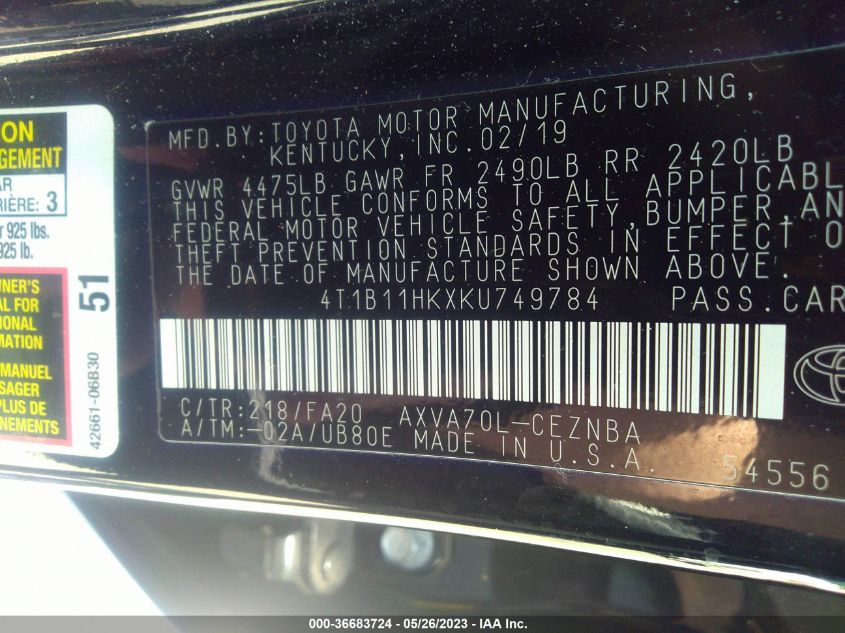 ON
GEMENT
AR
RIÈRE: 3
r 925 lbs.
925 lb.
WNER'S
AL FOR
TIONAL
MATION
MANUEL
SAGER
PLUS DE
NEMENTS
51
42661-06B30
MFD. BY: TOYOTA MOTOR MANUFACTURING,
KENTUCKY, INC. 02/19
GVWR 4475LB GAWR FR 2490LB RR 2420LB
THIS VEHICLE CONFORMS TO ALL APPLICABL
FEDERAL MOTOR VEHICLE SAFETY, BUMPER, AN
THEFT PREVENTION STANDARDS IN EFFECT O
THE DATE OF MANUFACTURE SHOWN ABOVE.
4T1B11HKXKU749784 PASS. CAR
C/TR: 218/FA20 AXVA70L-CEZNBA
A/TM: -02A/UB80E MADE IN U.S.A.
54556
000-36683724 - 05/26/2023 - IAA Inc.